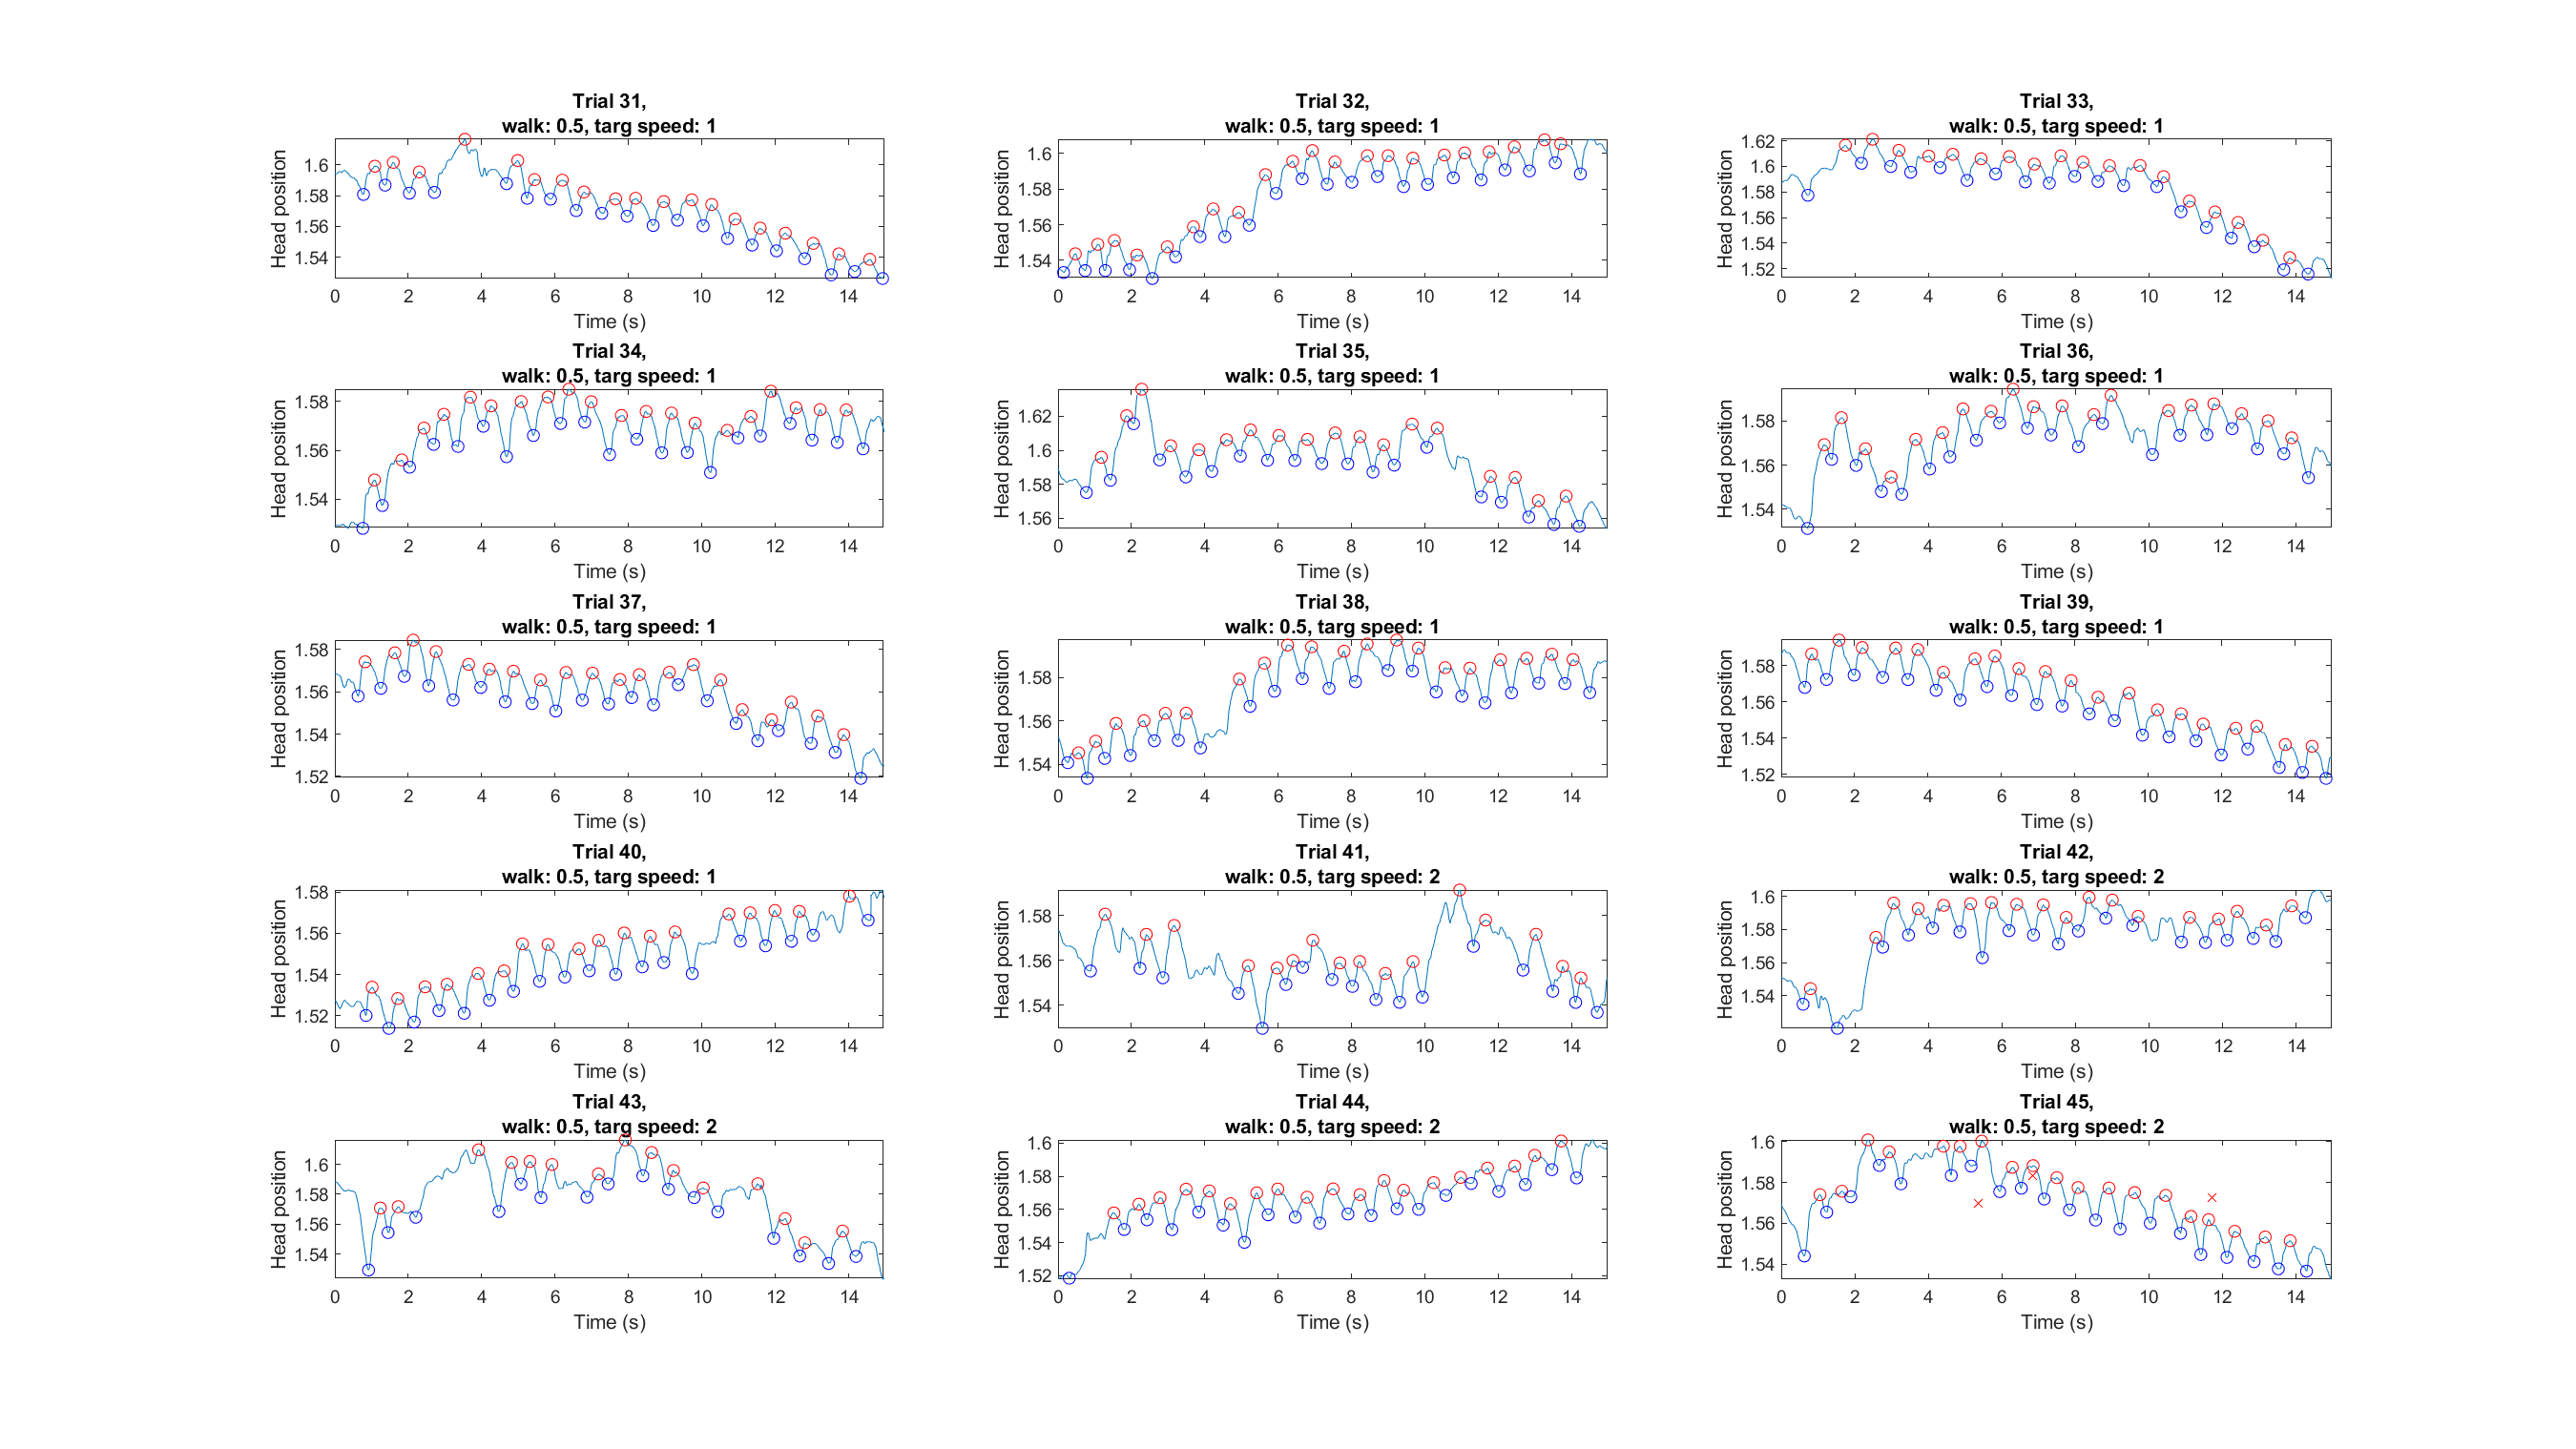 Trial 31,
walk: 0.5, targ speed: 1
Head position
1.6
1.58
1.56
1.54
0 2 4 6 8 10 12 14
Time (s)
Trial 32,
walk: 0.5, targ speed: 1
Head position
1.6
1.58
1.56
1.54
0 2 4 6 8 10 12 14
Time (s)
Trial 33,
walk: 0.5, targ speed: 1
Head position
1.62
1.6
1.58
1.56
1.54
1.52
0 2 4 6 8 10 12 14
Time (s)
Trial 34,
walk: 0.5, targ speed: 1
Head position
1.58
1.56
1.54
0 2 4 6 8 10 12 14
Time (s)
Trial 35,
walk: 0.5, targ speed: 1
Head position
1.62
1.6
1.58
1.56
0 2 4 6 8 10 12 14
Time (s)
Trial 36,
walk: 0.5, targ speed: 1
Head position
1.58
1.56
1.54
0 2 4 6 8 10 12 14
Time (s)
Trial 37,
walk: 0.5, targ speed: 1
Head position
1.58
1.56
1.54
1.52
0 2 4 6 8 10 12 14
Time (s)
Trial 38,
walk: 0.5, targ speed: 1
Head position
1.58
1.56
1.54
0 2 4 6 8 10 12 14
Time (s)
Trial 39,
walk: 0.5, targ speed: 1
Head position
1.58
1.56
1.54
1.52
0 2 4 6 8 10 12 14
Time (s)
Trial 40,
walk: 0.5, targ speed: 1
Head position
1.58
1.56
1.54
1.52
0 2 4 6 8 10 12 14
Time (s)
Trial 41,
walk: 0.5, targ speed: 2
Head position
1.58
1.56
1.54
0 2 4 6 8 10 12 14
Time (s)
Trial 42,
walk: 0.5, targ speed: 2
Head position
1.6
1.58
1.56
1.54
0 2 4 6 8 10 12 14
Time (s)
Trial 43,
walk: 0.5, targ speed: 2
Head position
1.6
1.58
1.56
1.54
0 2 4 6 8 10 12 14
Time (s)
Trial 44,
walk: 0.5, targ speed: 2
Head position
1.6
1.58
1.56
1.54
1.52
0 2 4 6 8 10 12 14
Time (s)
Trial 45,
walk: 0.5, targ speed: 2
Head position
1.6
1.58
1.56
1.54
0 2 4 6 8 10 12 14
Time (s)